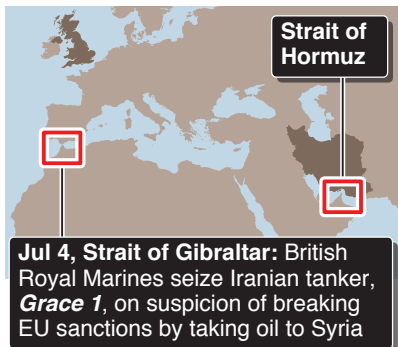 Strait of
Hormuz
Jul 4, Strait of Gibraltar: British
Royal Marines seize Iranian tanker,
Grace 1, on suspicion of breaking
EU sanctions by taking oil to Syria